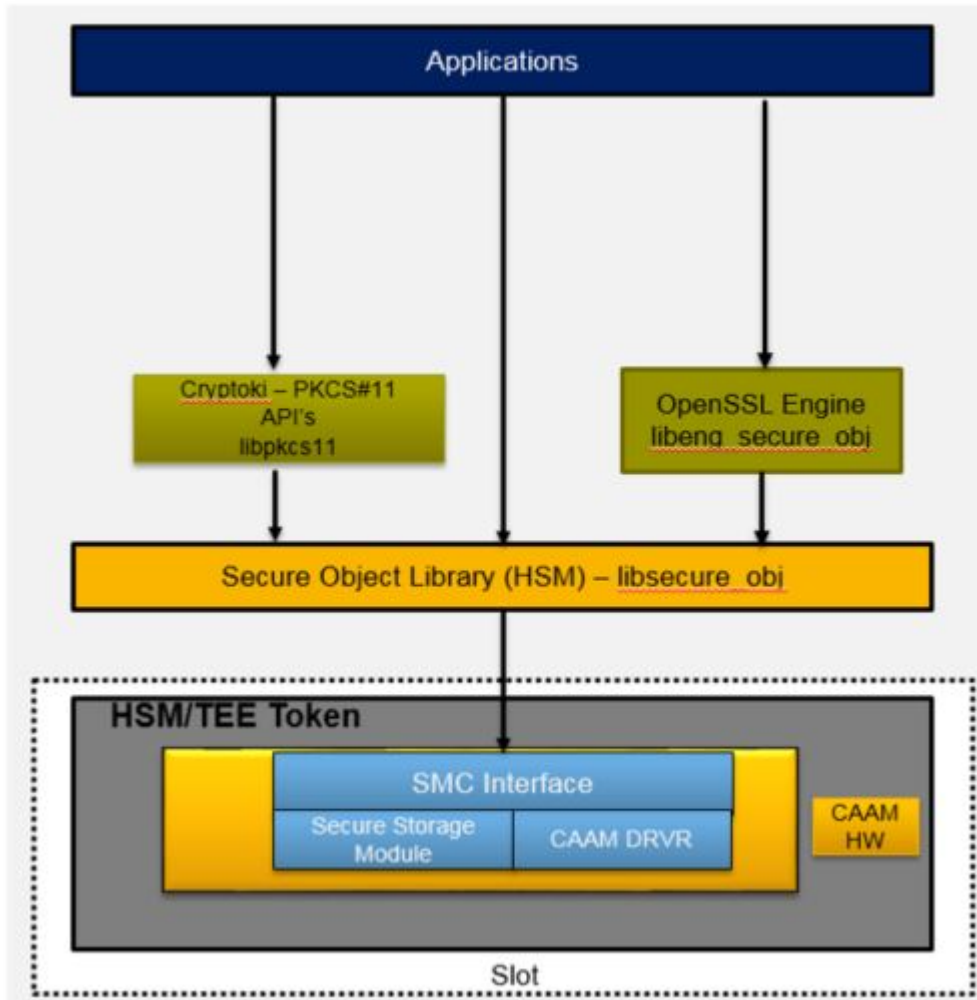 Applications
Cryptoki – PKCS#11
API's
libpkcs11
OpenSSL Engine
libeng_secure_obj
Secure Object Library (HSM) – libsecure_obj
HSM/TEE Token
SMC Interface
Secure Storage
Module
CAAM DRVR
CAAM
HW
Slot